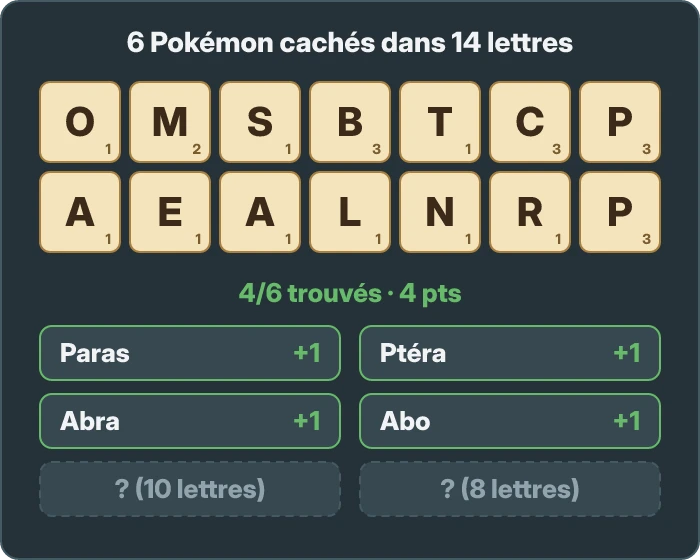 6 Pokémon cachés dans 14 lettres
O 1 M 2 S 1 B 3 T 1 C 3 P 3
A 1 E 1 A 1 L 1 N 1 R 1 P 3
4/6 trouvés · 4 pts
Paras +1 Ptéra +1
Abra +1 Abo +1
? (10 lettres) ? (8 lettres)